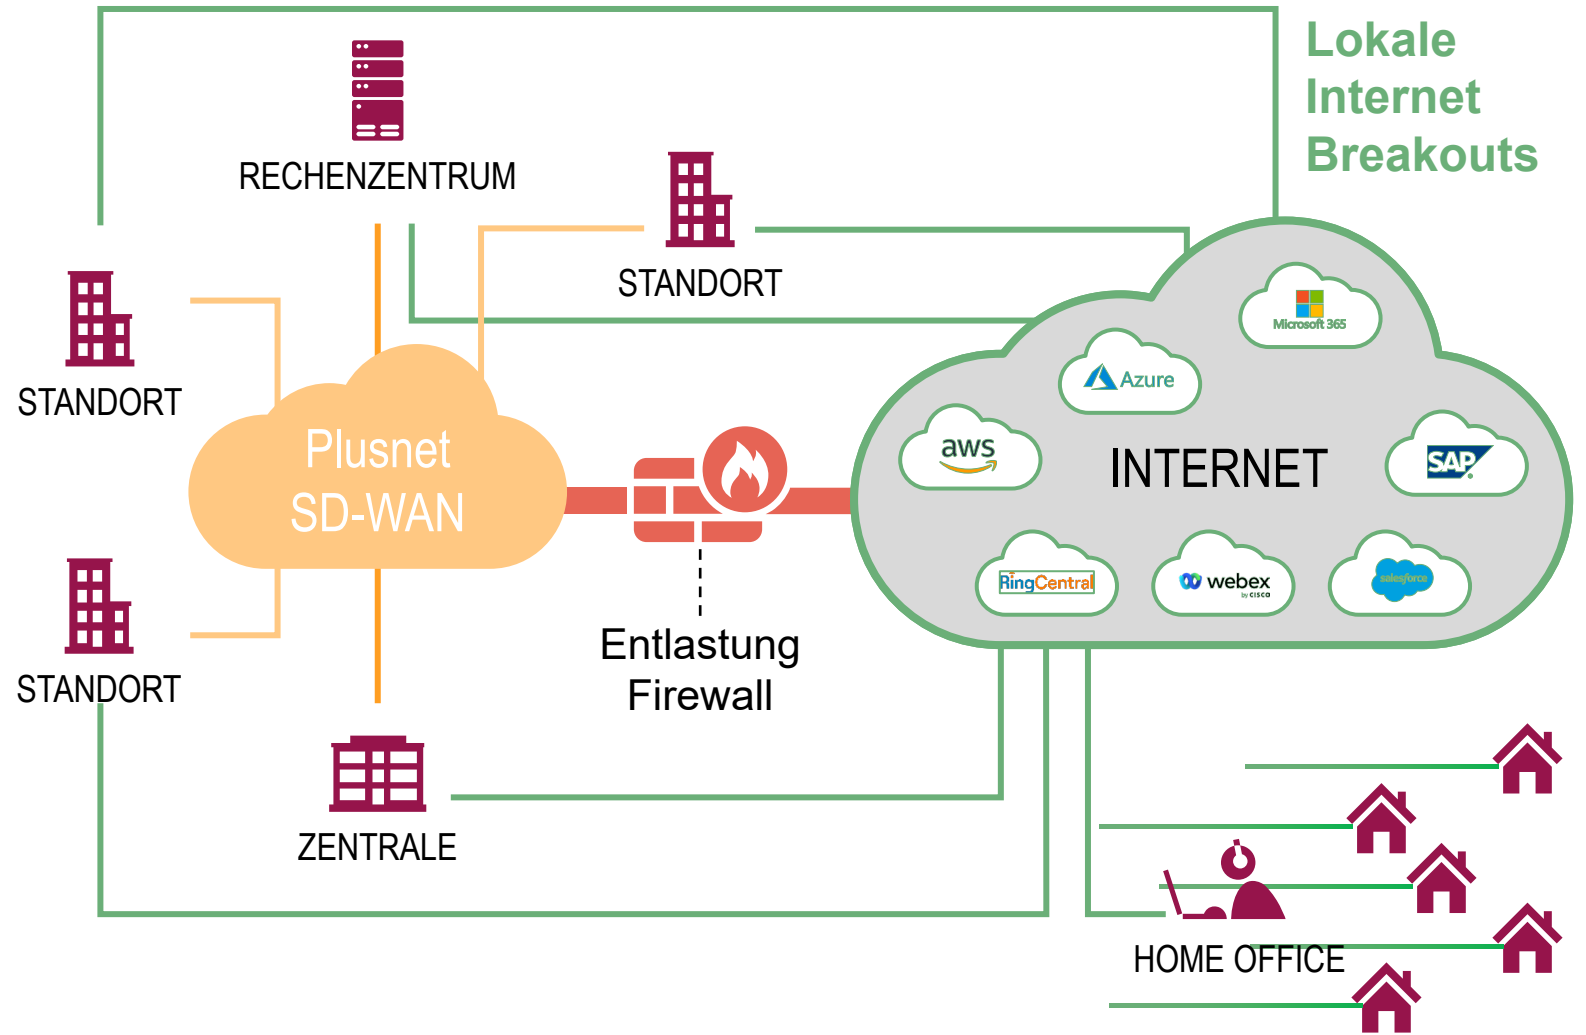 Lokale
Internet
Breakouts
RECHENZENTRUM
STANDORT
STANDORT
Microsoft 365
Azure
aws
INTERNET
SAP
Plusnet
SD-WAN
RingCentral
webex
by CISCO
salesforce
STANDORT
Entlastung
Firewall
ZENTRALE
HOME OFFICE